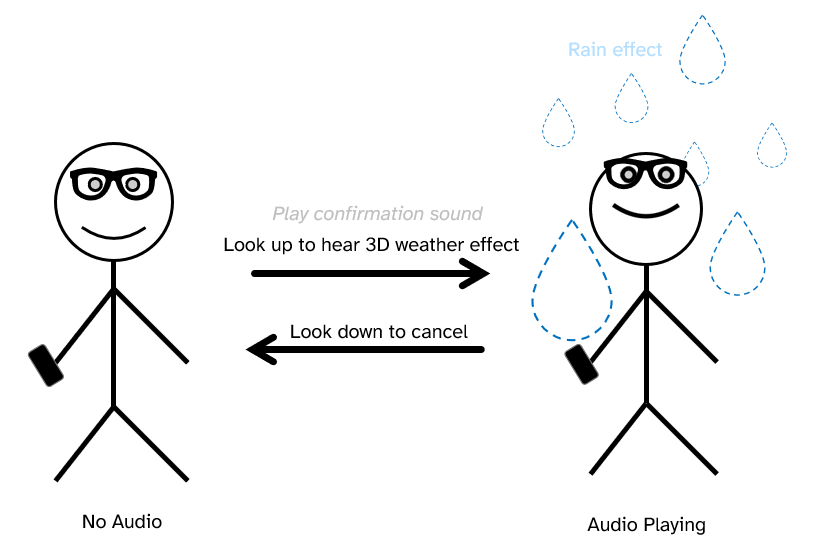 Rain effect
Play confirmation sound
Look up to hear 3D weather effect
Look down to cancel
No Audio
Audio Playing